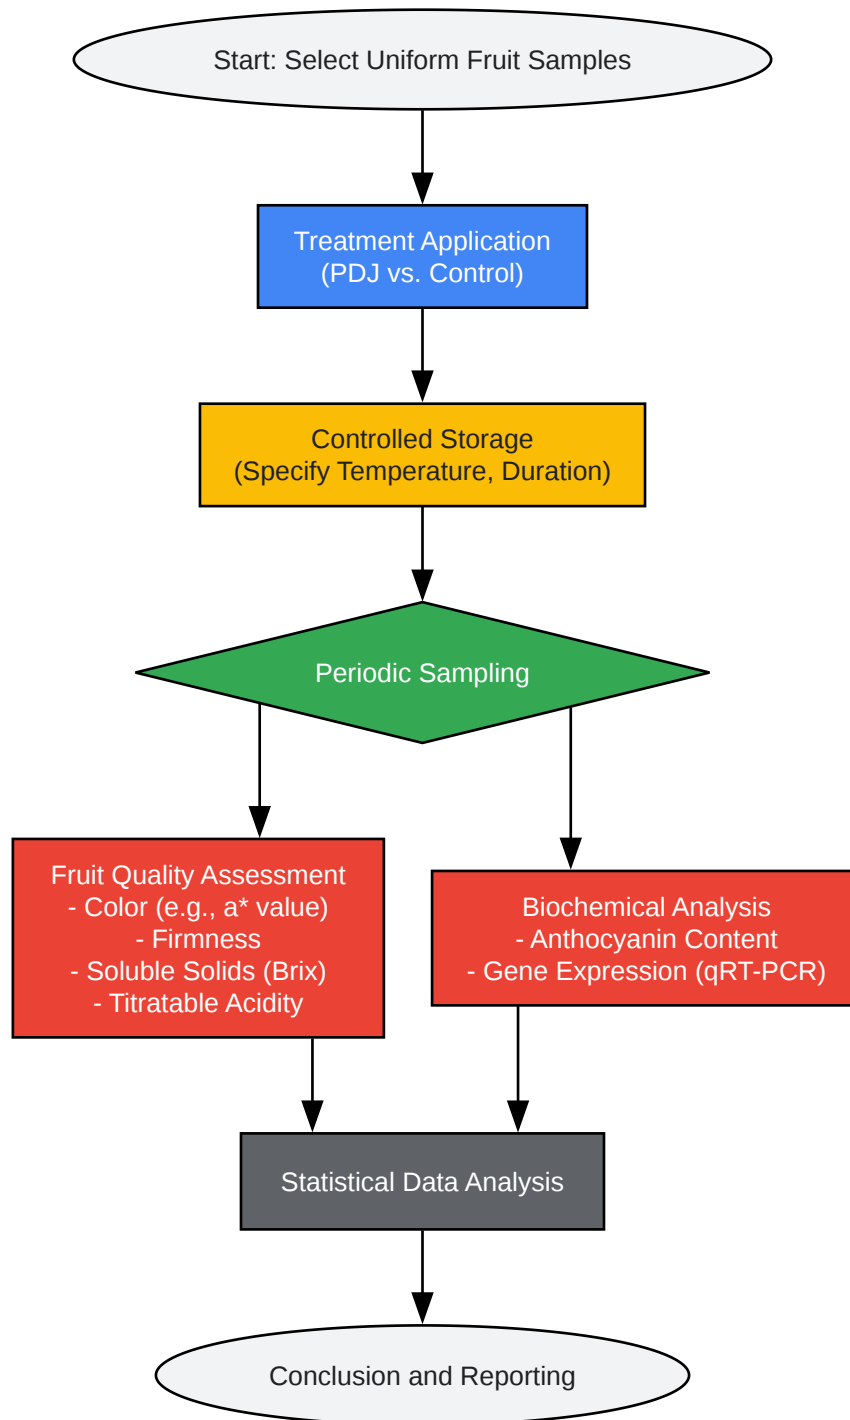 Start: Select Uniform Fruit Samples
Treatment Application
(PDJ vs. Control)
Controlled Storage
(Specify Temperature, Duration)
Periodic Sampling
Fruit Quality Assessment
- Color (e.g., a* value)
- Firmness
- Soluble Solids (Brix)
- Titratable Acidity
Biochemical Analysis
- Anthocyanin Content
- Gene Expression (qRT-PCR)
Statistical Data Analysis
Conclusion and Reporting